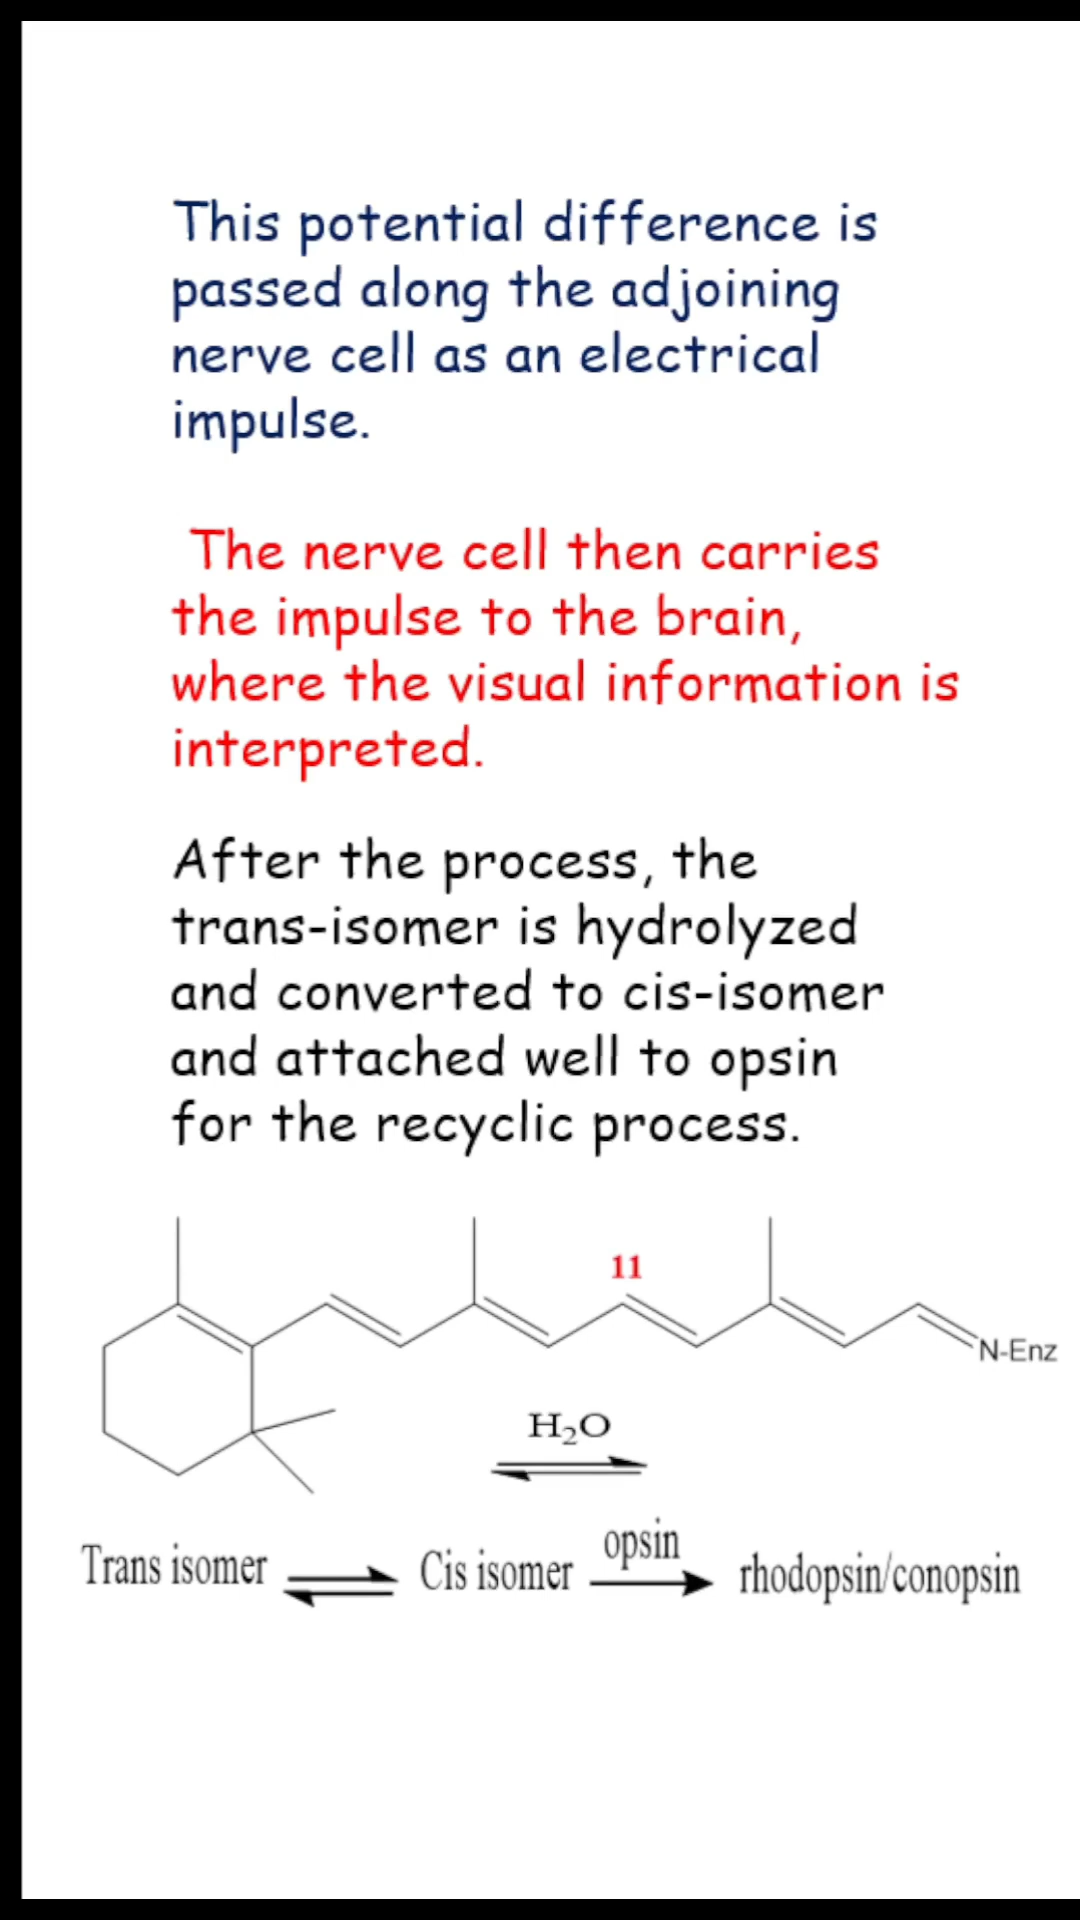 This potential difference is
passed along the adjoining
nerve cell as an electrical
impulse.
The nerve cell then carries
the impulse to the brain,
where the visual information is
interpreted.
After the process, the
trans-isomer is hydrolyzed
and converted to cis-isomer
and attached well to opsin
for the recyclic process.
11
N-Enz
H₂O
opsin
Trans isomer Cis isomer rhodopsin/conopsin